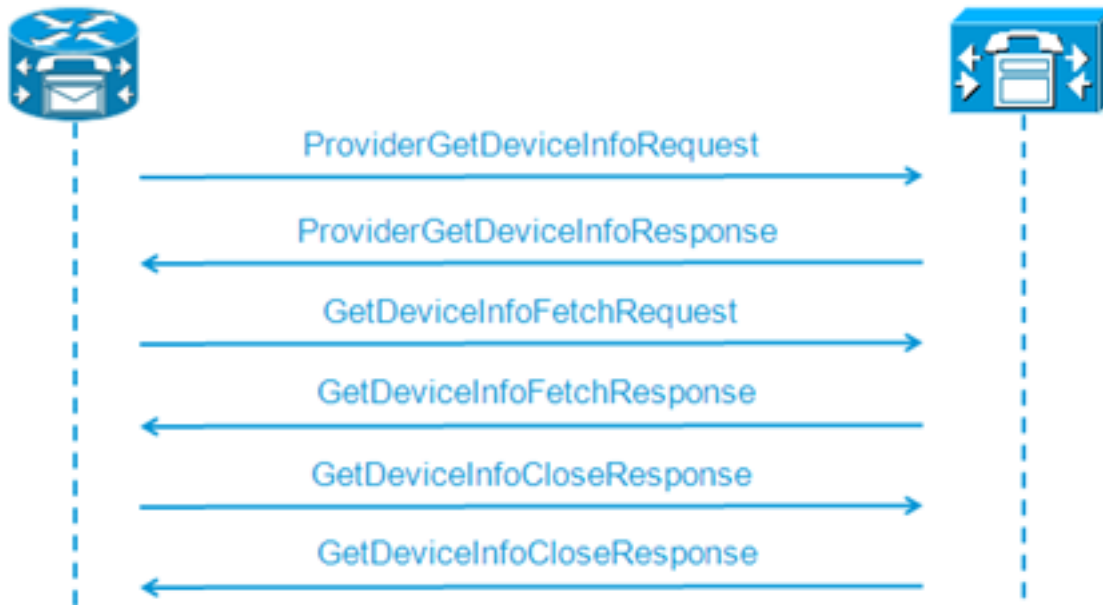 ProviderGetDeviceInfoRequest
ProviderGetDeviceInfoResponse
GetDeviceInfoFetchRequest
GetDeviceInfoFetchResponse
GetDeviceInfoCloseResponse
GetDeviceInfoCloseResponse